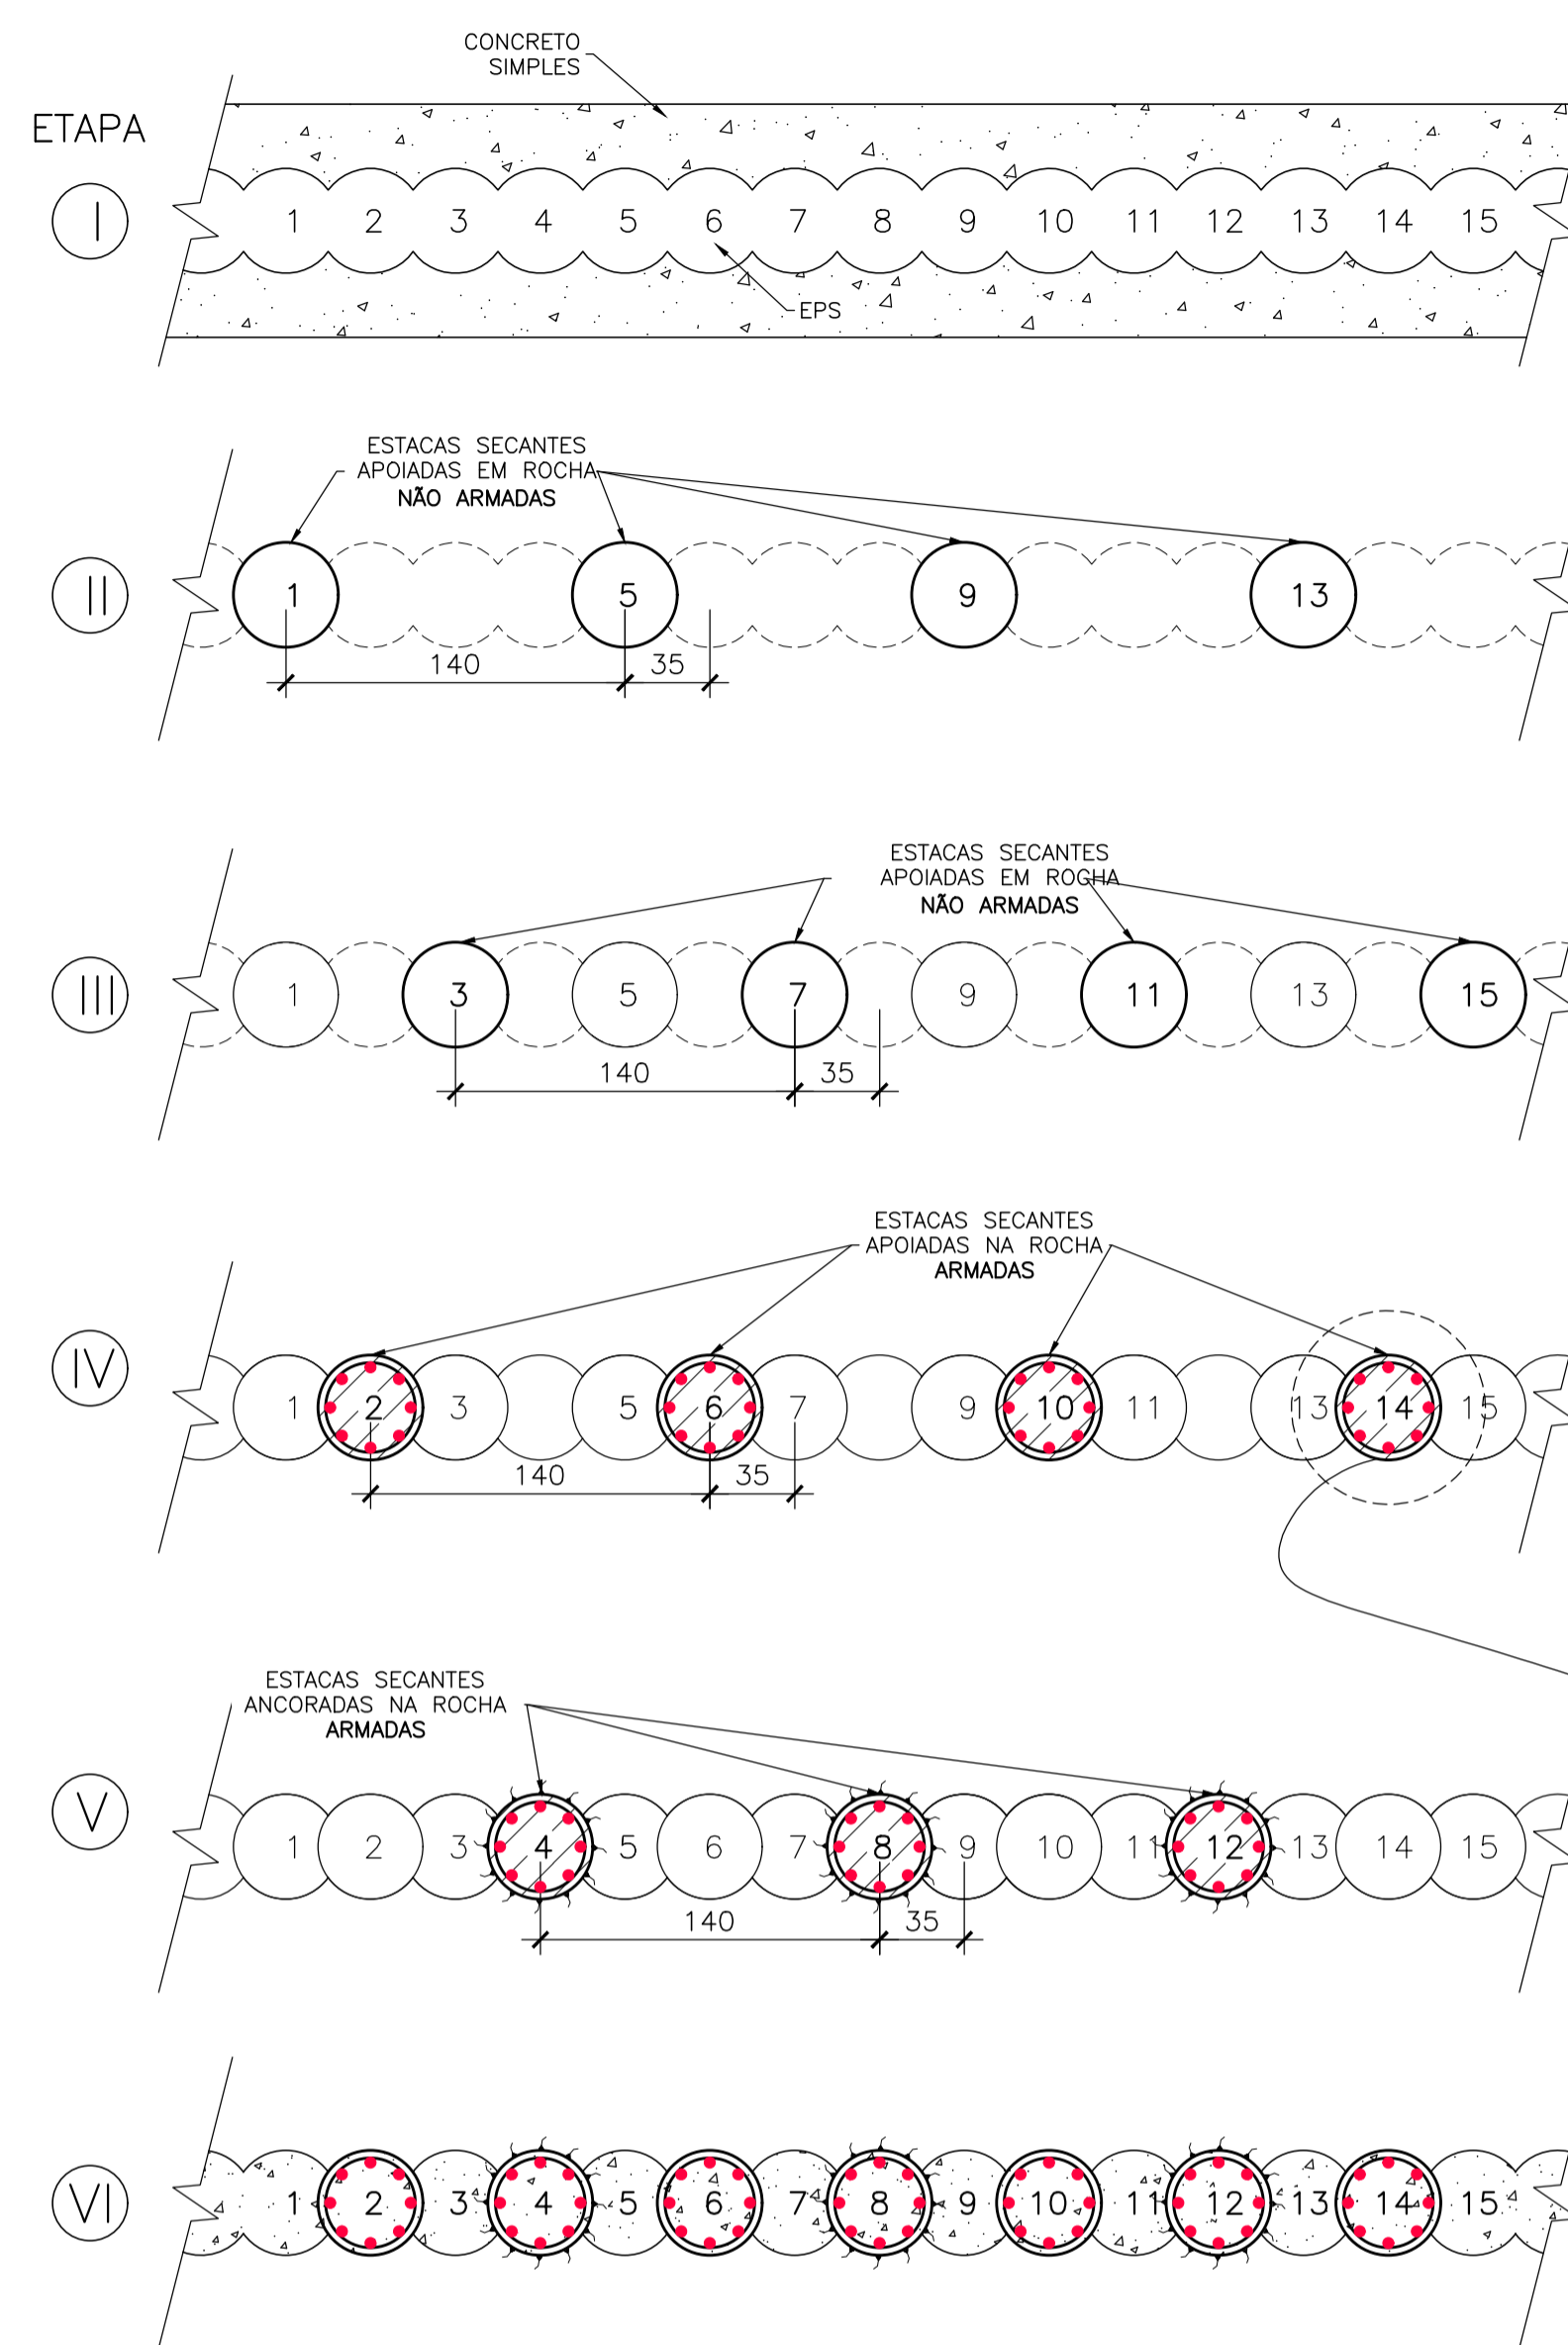 CONCRETO
SIMPLES
ETAPA
I
1 2 3 4 5 6 7 8 9 10 11 12 13 14 15
EPS
ESTACAS SECANTES
APOIADAS EM ROCHA
NÃO ARMADAS
II
1 5 9 13
140 35
ESTACAS SECANTES
APOIADAS EM ROCHA
NÃO ARMADAS
III
1 3 5 7 9 11 13 15
140 35
ESTACAS SECANTES
APOIADAS NA ROCHA
ARMADAS
IV
1 2 3 5 6 7 9 10 11 13 14 15
140 35
ESTACAS SECANTES
ANCORADAS NA ROCHA
ARMADAS
V
1 2 3 4 5 6 7 8 9 10 11 12 13 14 15
140 35
VI
1 2 3 4 5 6 7 8 9 10 11 12 13 14 15